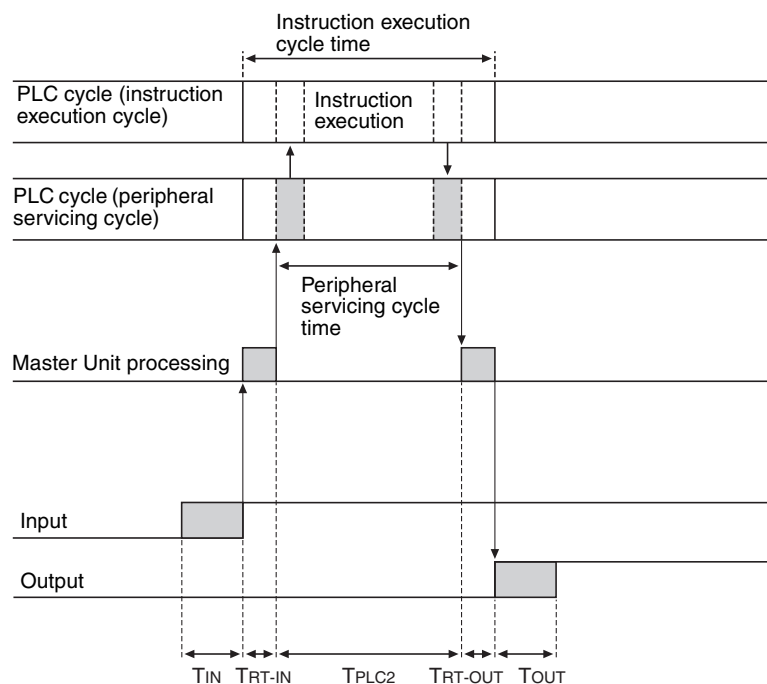 Instruction execution
cycle time
PLC cycle (instruction
execution cycle)
Instruction
execution
PLC cycle (peripheral
servicing cycle)
Peripheral
servicing cycle
time
Master Unit processing
Input
Output
TIN TRT-IN TPLC2 TRT-OUT TOUT